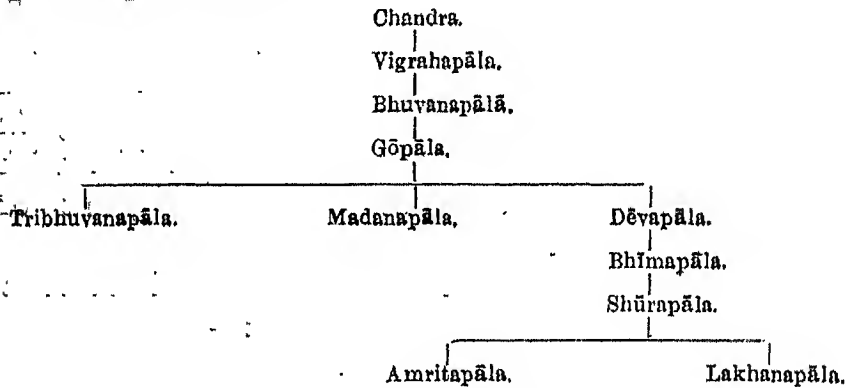 Chandra.
Vigrahapāla.
Bhuvanapālā.
Gōpāla.
Tribhuvanapāla. Madanapāla, Dēvapāla.
Bhīmapāla.
Shūrapāla.
Amritapāla. Lakhanapāla.